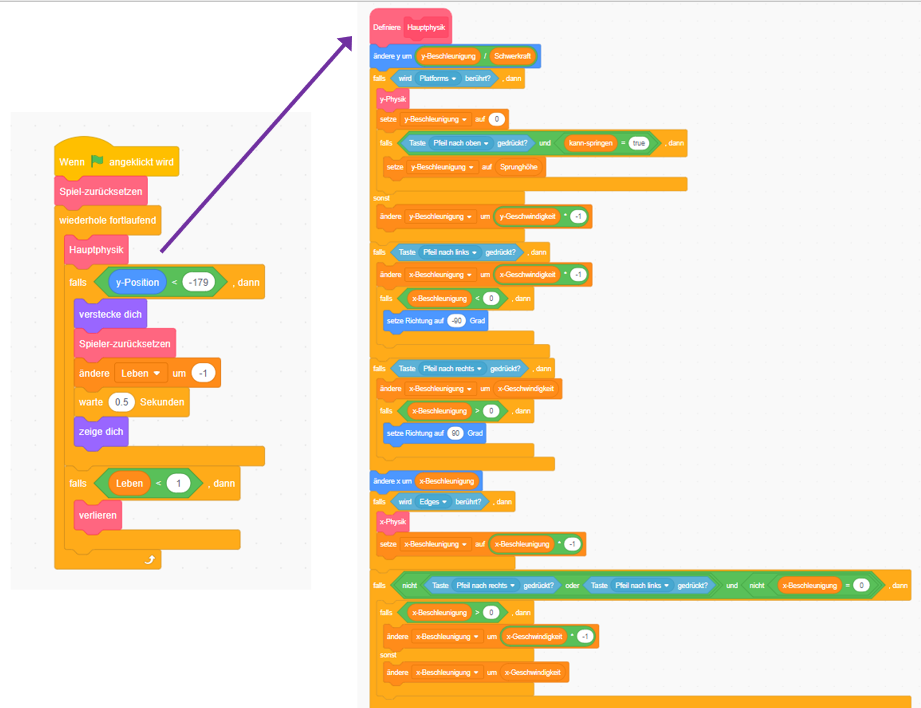 Wenn angeklickt wird
Spiel-zurücksetzen
wiederhole fortlaufend
Hauptphysik
falls y-Position < -179 , dann
verstecke dich
Spieler-zurücksetzen
ändere Leben um -1
warte 0.5 Sekunden
zeige dich
falls Leben < 1 , dann
verlieren
Definiere Hauptphysik
ändere y um y-Beschleunigung / Schwerkraft
falls wird Platforms berührt? , dann
y-Physik
setze y-Beschleunigung auf 0
falls Taste Pfeil nach oben gedrückt? und kann-springen = true , dann
setze y-Beschleunigung auf Sprunghöhe
sonst
ändere y-Beschleunigung um y-Geschwindigkeit * -1
falls Taste Pfeil nach links gedrückt? , dann
ändere x-Beschleunigung um x-Geschwindigkeit * -1
falls x-Beschleunigung < 0 , dann
setze Richtung auf -90 Grad
falls Taste Pfeil nach rechts gedrückt? , dann
ändere x-Beschleunigung um x-Geschwindigkeit
falls x-Beschleunigung > 0 , dann
setze Richtung auf 90 Grad
ändre x um x-Beschleunigung
falls wird Edges berührt? , dann
x-Physik
setze x-Beschleunigung auf x-Beschleunigung * -1
falls nicht Taste Pfeil nach rechts gedrückt? oder Taste Pfeil nach links gedrückt? und nicht x-Beschleunigung = 0 , dann
falls x-Beschleunigung > 0 , dann
ändre x-Beschleunigung um x-Geschwindigkeit * -1
sonst
ändre x-Beschleunigung um x-Geschwindigkeit